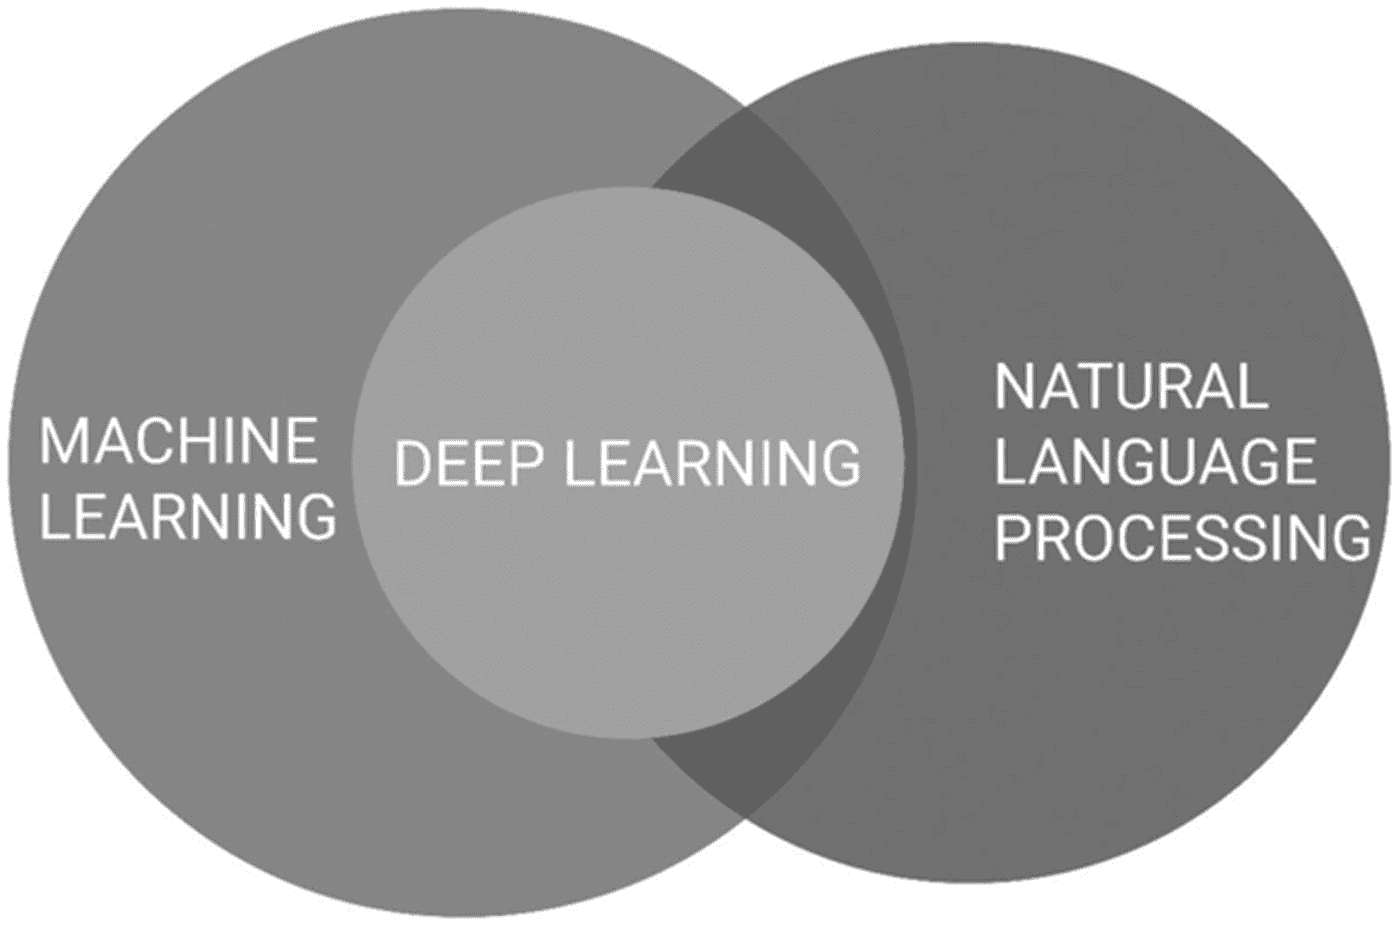 MACHINE
LEARNING
DEEP LEARNING
NATURAL
LANGUAGE
PROCESSING